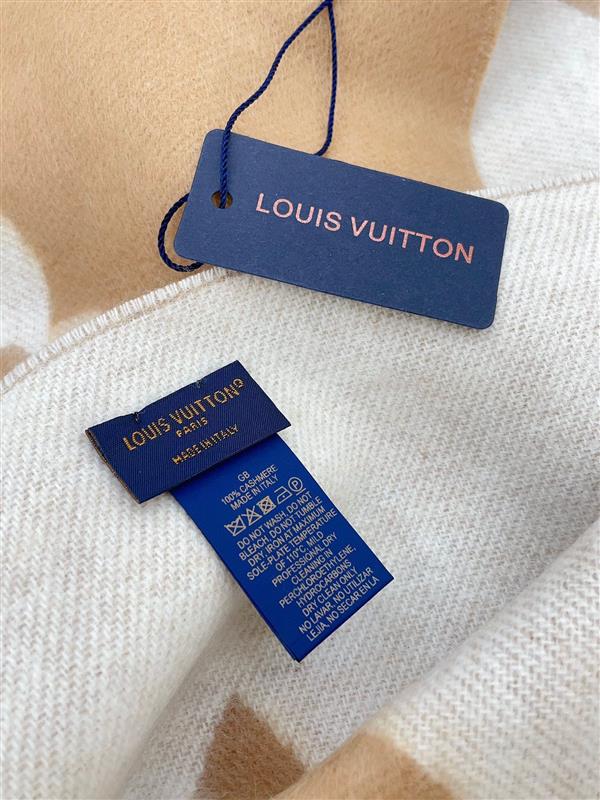 LOUIS VUITTON
LOUIS VUITTON®
PARIS
MADE IN ITALY
GB
100% CASHMERE
MADE IN ITALY
DO NOT WASH, DO NOT
BLEACH, DO NOT TUMBLE
DRY, IRON AT MAXIMUM
SOLE-PLATE TEMPERATURE
OF 110°C, MILD
PROFESSIONAL DRY
CLEANING IN
PERCHLOROETHYLENE,
HYDROCARBONS
DRY CLEAN ONLY
NO LAVAR, NO UTILIZAR
LEJIA, NO SECAR EN LA